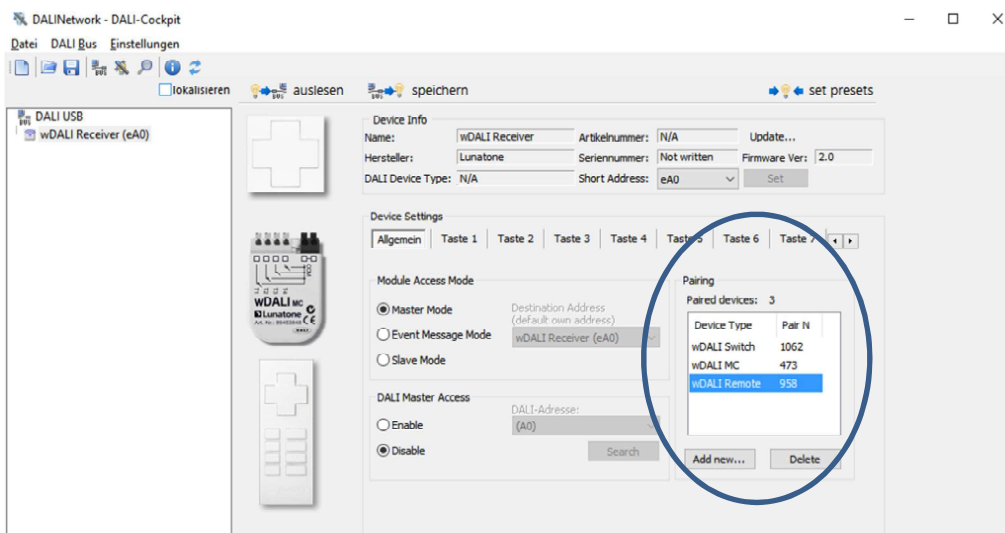 DALINetwork - DALI-Cockpit
Datei DALI Bus Einstellungen
lokalisieren auslesen speichern set presets
DALI USB
wDALI Receiver (eA0)
Device Info
Name: wDALI Receiver Artikelnummer: N/A Update...
Hersteller: Lunatone Seriennummer: Not written Firmware Ver: 2.0
DALI Device Type: N/A Short Address: eA0 Set
Device Settings
Allgemein Taste 1 Taste 2 Taste 3 Taste 4 Taste 5 Taste 6 Taste 7
Module Access Mode
Master Mode
Event Message Mode
Slave Mode
Destination Address
(default own address)
wDALI Receiver (eA0)
DALI Master Access
Enable
Disable
DALI-Adresse:
(A0)
Search
Pairing
Paired devices: 3
Device Type Pair N
wDALI Switch 1062
wDALI MC 473
wDALI Remote 958
Add new... Delete
wDALI MC
Lunatone